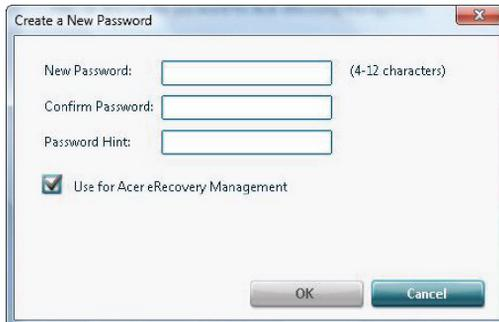 Create a New Password
New Password: (4-12 characters)
Confirm Password:
Password Hint:
Use for Acer eRecovery Management
OK Cancel